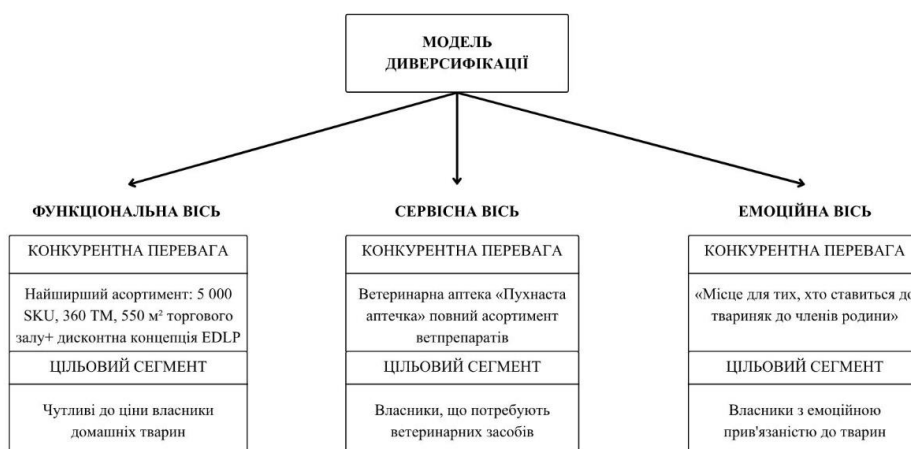 МОДЕЛЬ
ДИВЕРСИФІКАЦІЇ
ФУНКЦІОНАЛЬНА ВІСЬ
КОНКУРЕНТНА ПЕРЕВАГА
Найширший асортимент: 5 000
SKU, 360 ТМ, 550 м² торгового
залу+ дисконтна концепція EDLP
ЦІЛЬОВИЙ СЕГМЕНТ
Чутливі до ціни власники
домашніх тварин
СЕРВІСНА ВІСЬ
КОНКУРЕНТНА ПЕРЕВАГА
Ветеринарна аптека «Пухнаста
аптечка» повний асортимент
ветпрепаратів
ЦІЛЬОВИЙ СЕГМЕНТ
Власники, що потребують
ветеринарних засобів
ЕМОЦІЙНА ВІСЬ
КОНКУРЕНТНА ПЕРЕВАГА
«Місце для тих, хто ставиться до
твариняк до членів родини»
ЦІЛЬОВИЙ СЕГМЕНТ
Власники з емоційною
прив'язаністю до тварин